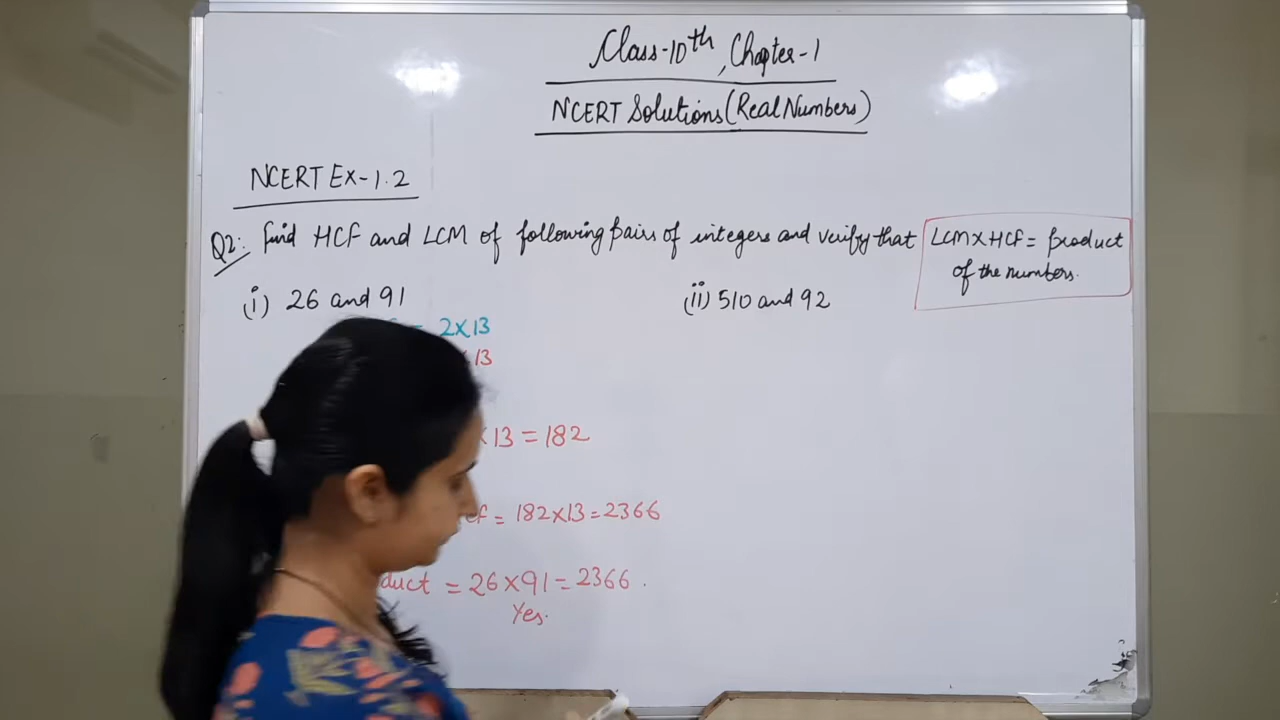 Class-10th, Chapter-1
NCERT Solutions (Real Numbers)
NCERT Ex-1.2
Q2:. find HCF and LCM of following pairs of integers and verify that LCM X HCF = product
of the numbers.
(i) 26 and 91
(ii) 510 and 92
= 2X13
13
X13 = 182
= 182X13=2366
duct = 26X91=2366.
Yes.